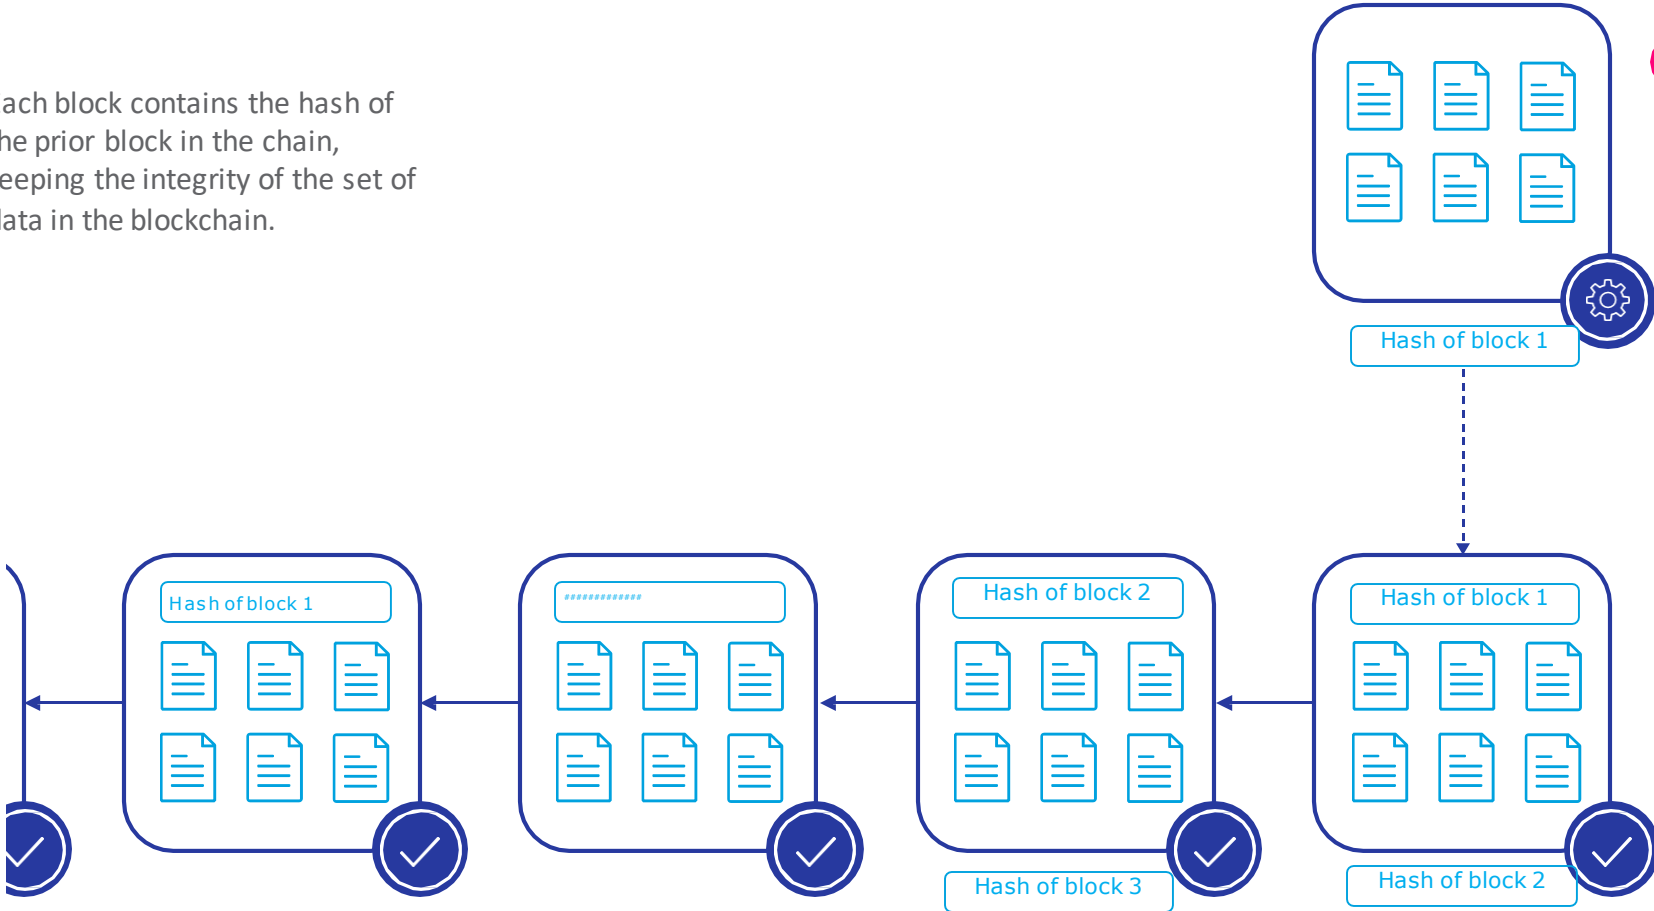 ach block contains the hash of
he prior block in the chain,
eeping the integrity of the set of
lata in the blockchain.
Hash of block 1
Hash of block 1
#############
Hash of block 2
Hash of block 1
Hash of block 3
Hash of block 2